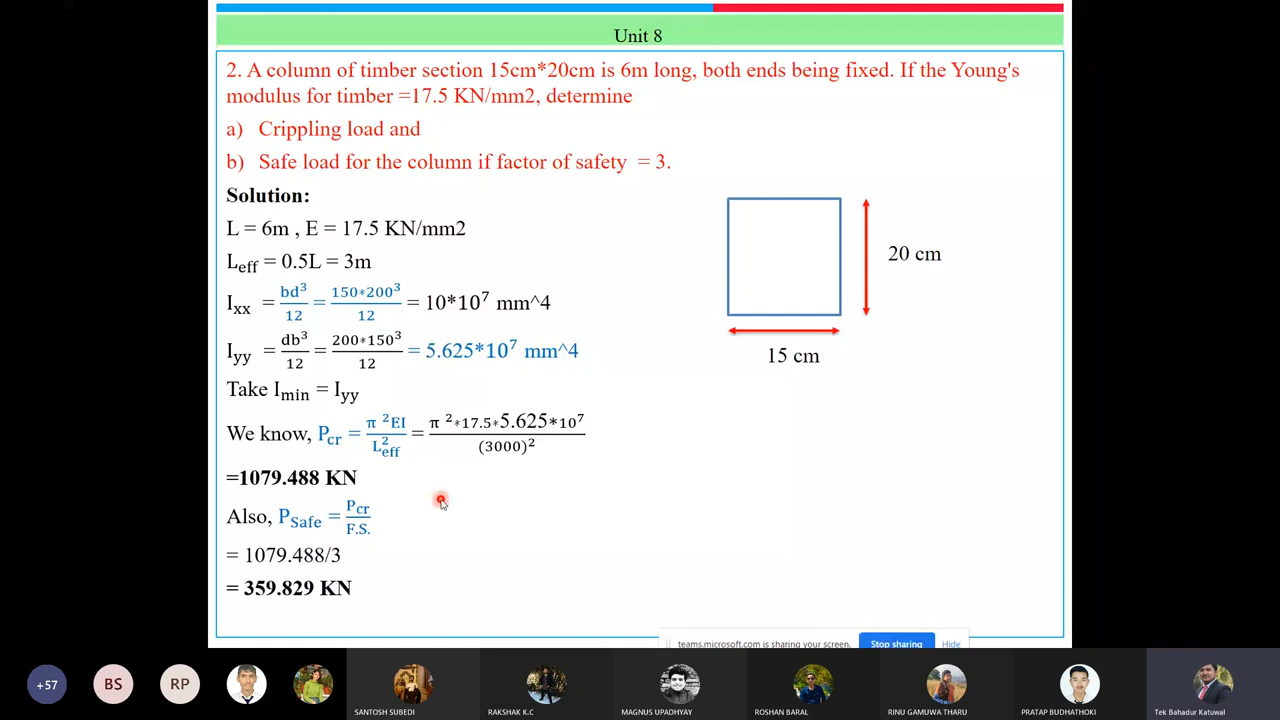 Unit 8
2. A column of timber section 15cm*20cm is 6m long, both ends being fixed. If the Young's
modulus for timber =17.5 KN/mm2, determine
a) Crippling load and
b) Safe load for the column if factor of safety = 3.
Solution:
L = 6m , E = 17.5 KN/mm2
Leff = 0.5L = 3m
Ixx = bd³/12 = 150*200³/12 = 10*10⁷ mm^4
Iyy = db³/12 = 200*150³/12 = 5.625*10⁷ mm^4
Take Imin = Iyy
We know, Pcr = π ²EI/L²eff = π ²*17.5*5.625*10⁷/(3000)²
=1079.488 KN
Also, PSafe = Pcr/F.S.
= 1079.488/3
= 359.829 KN
20 cm
15 cm
teams.microsoft.com is sharing your screen. Stop sharing Hide
+57 BS RP
SANTOSH SUBEDI RAKSHAK K.C MAGNUS UPADHYAY ROSHAN BARAL RINU GAMUWA THARU PRATAP BUDHATHOKI Tek Bahadur Katuwal